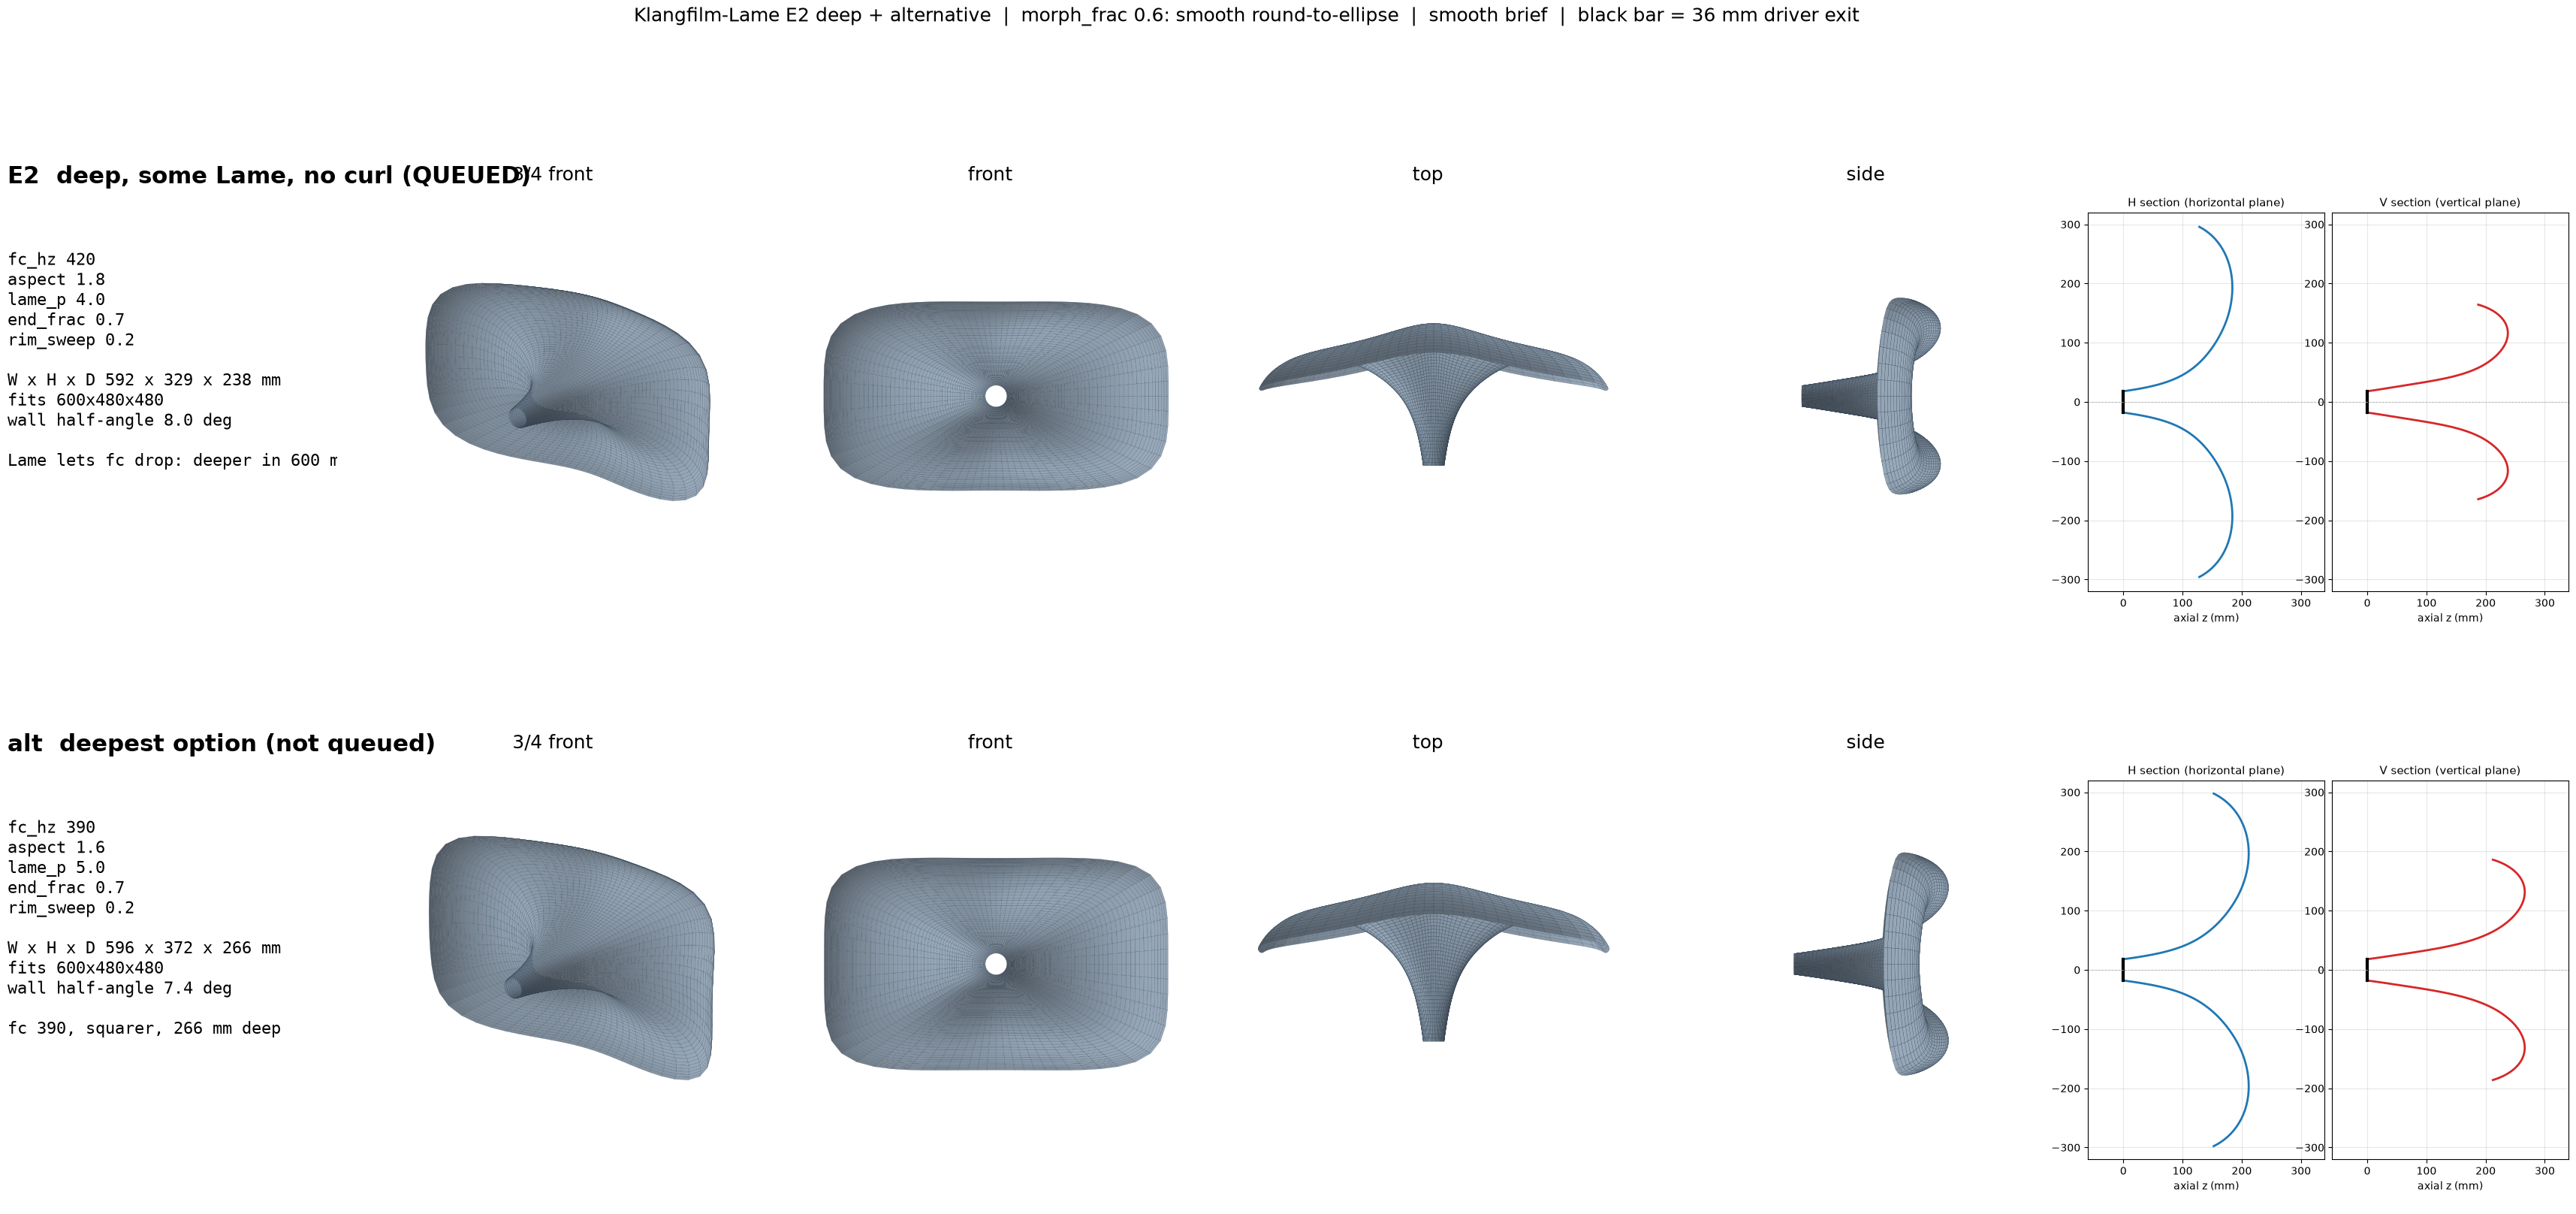 Klangfilm-Lame E2 deep + alternative | morph_frac 0.6: smooth round-to-ellipse | smooth brief | black bar = 36 mm driver exit
E2 deep, some Lame, no curl (QUEUED)
3/4 front
front
top
side
fc_hz 420
aspect 1.8
lame_p 4.0
end_frac 0.7
rim_sweep 0.2
W x H x D 592 x 329 x 238 mm
fits 600x480x480
wall half-angle 8.0 deg
Lame lets fc drop: deeper in 600 m
H section (horizontal plane)
300
200
100
0
−100
−200
−300
0 100 200 300
axial z (mm)
V section (vertical plane)
300
200
100
0
−100
−200
−300
0 100 200 300
axial z (mm)
alt deepest option (not queued)
3/4 front
front
top
side
fc_hz 390
aspect 1.6
lame_p 5.0
end_frac 0.7
rim_sweep 0.2
W x H x D 596 x 372 x 266 mm
fits 600x480x480
wall half-angle 7.4 deg
fc 390, squarer, 266 mm deep
H section (horizontal plane)
300
200
100
0
−100
−200
−300
0 100 200 300
axial z (mm)
V section (vertical plane)
300
200
100
0
−100
−200
−300
0 100 200 300
axial z (mm)